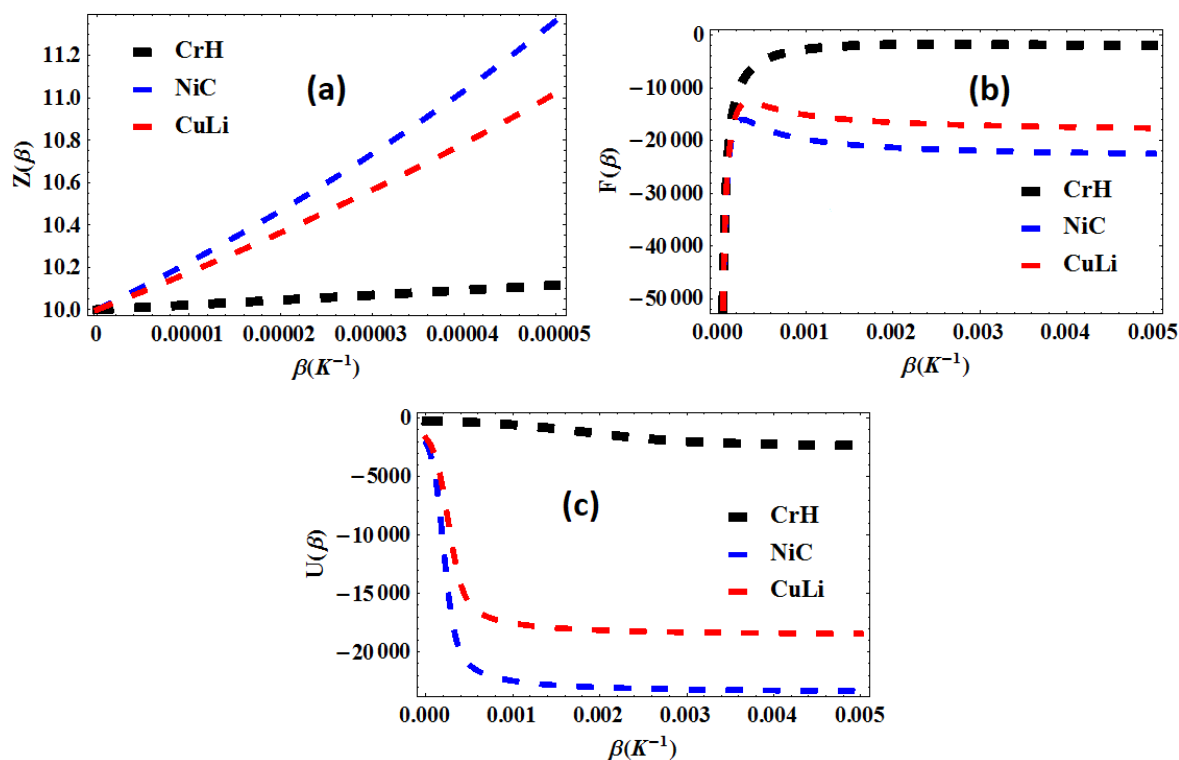 Z(β)
11.2
11.0
10.8
10.6
10.4
10.2
10.0
CrH
NiC
CuLi
(a)
0 0.00001 0.00002 0.00003 0.00004 0.00005
β(K⁻¹)
F(β)
0
−10 000
−20 000
−30 000
−40 000
−50 000
(b)
CrH
NiC
CuLi
0.000 0.001 0.002 0.003 0.004 0.005
β(K⁻¹)
U(β)
0
−5000
−10 000
−15 000
−20 000
(c)
CrH
NiC
CuLi
0.000 0.001 0.002 0.003 0.004 0.005
β(K⁻¹)